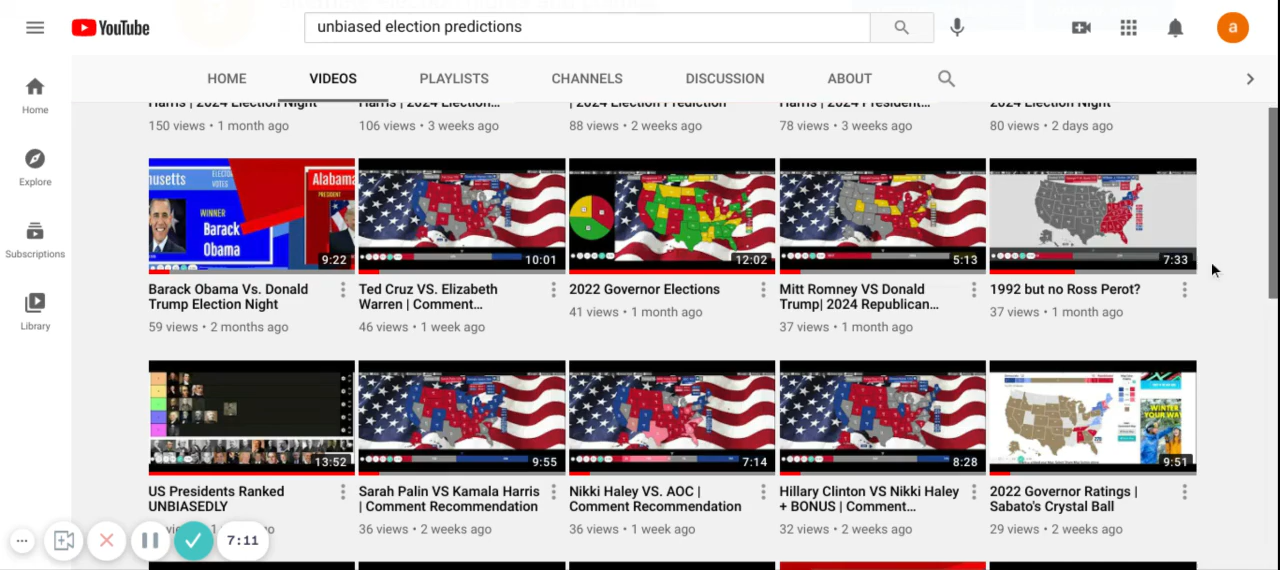 YouTube
unbiased election predictions
a
HOME VIDEOS PLAYLISTS CHANNELS DISCUSSION ABOUT
Home
Explore
Subscriptions
Library
Harris | 2024 Election Night
150 views • 1 month ago
Harris | 2024 Election...
106 views • 3 weeks ago
| 2024 Election Prediction
88 views • 2 weeks ago
Harris | 2024 President...
78 views • 3 weeks ago
2024 Election Night
80 views • 2 days ago
Alabama
PRESIDENT
WINNER
Barack
Obama
9:22
Barack Obama Vs. Donald
Trump Election Night
59 views • 2 months ago
10:01
Ted Cruz VS. Elizabeth
Warren | Comment...
46 views • 1 week ago
12:02
2022 Governor Elections
41 views • 1 month ago
5:13
Mitt Romney VS Donald
Trump| 2024 Republican...
37 views • 1 month ago
7:33
1992 but no Ross Perot?
37 views • 1 month ago
13:52
US Presidents Ranked
UNBIASEDLY
9:55
Sarah Palin VS Kamala Harris
| Comment Recommendation
36 views • 2 weeks ago
7:14
Nikki Haley VS. AOC |
Comment Recommendation
36 views • 1 week ago
8:28
Hillary Clinton VS Nikki Haley
+ BONUS | Comment...
32 views • 2 weeks ago
WINTER
YOUR WAY
9:51
2022 Governor Ratings |
Sabato's Crystal Ball
29 views • 2 weeks ago
7:11